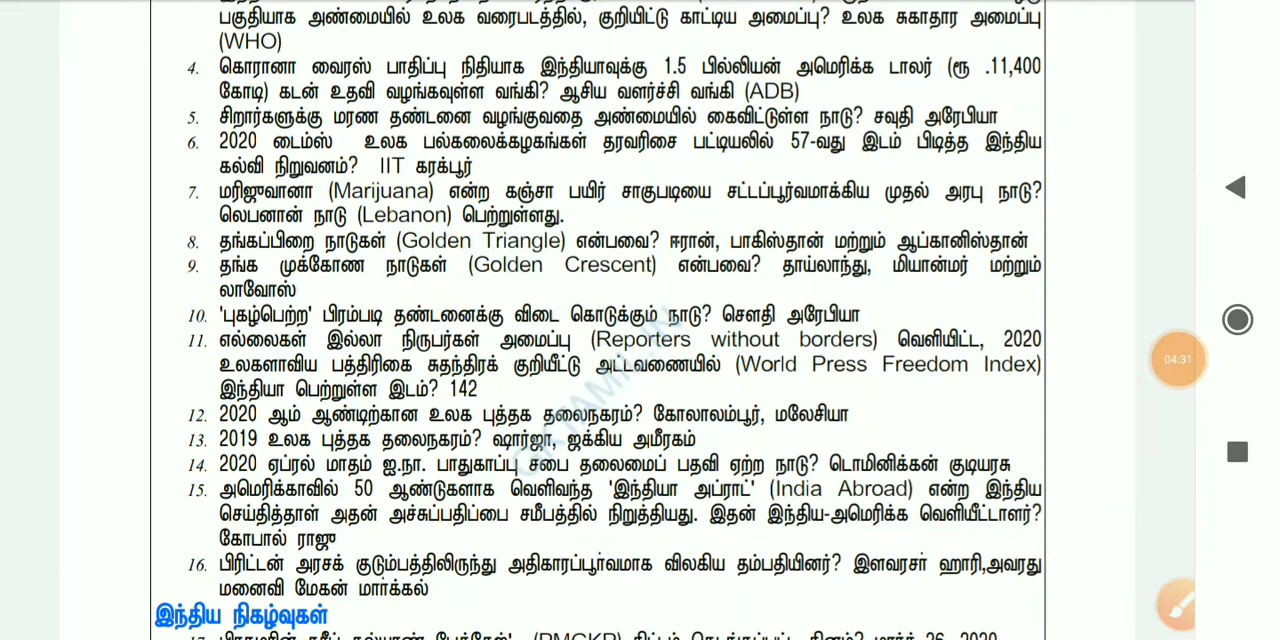 பகுதியாக அண்மையில் உலக வரைபடத்தில், குறியிட்டு காட்டிய அமைப்பு? உலக சுகாதார அமைப்பு
(WHO)
4. கொரானா வைரஸ் பாதிப்பு நிதியாக இந்தியாவுக்கு 1.5 பில்லியன் அமெரிக்க டாலர் (ரூ .11,400
கோடி) கடன் உதவி வழங்கவுள்ள வங்கி? ஆசிய வளர்ச்சி வங்கி (ADB)
5. சிறார்களுக்கு மரண தண்டனை வழங்குவதை அண்மையில் கைவிட்டுள்ள நாடு? சவுதி அரேபியா
6. 2020 டைம்ஸ் உலக பல்கலைக்கழகங்கள் தரவரிசை பட்டியலில் 57-வது இடம் பிடித்த இந்திய
கல்வி நிறுவனம்? IIT கரக்பூர்
7. மரிஜுவானா (Marijuana) என்ற கஞ்சா பயிர் சாகுபடியை சட்டப்பூர்வமாக்கிய முதல் அரபு நாடு?
லெபனான் நாடு (Lebanon) பெற்றுள்ளது.
8. தங்கப்பிறை நாடுகள் (Golden Triangle) என்பவை? ஈரான், பாகிஸ்தான் மற்றும் ஆப்கானிஸ்தான்
9. தங்க முக்கோண நாடுகள் (Golden Crescent) என்பவை? தாய்லாந்து, மியான்மர் மற்றும்
லாவோஸ்
10. 'புகழ்பெற்ற' பிரம்படி தண்டனைக்கு விடை கொடுக்கும் நாடு? சௌதி அரேபியா
11. எல்லைகள் இல்லா நிருபர்கள் அமைப்பு (Reporters without borders) வெளியிட்ட, 2020
உலகளாவிய பத்திரிகை சுதந்திரக் குறியீட்டு அட்டவணையில் (World Press Freedom Index)
இந்தியா பெற்றுள்ள இடம்? 142
12. 2020 ஆம் ஆண்டிற்கான உலக புத்தக தலைநகரம்? கோலாலம்பூர், மலேசியா
13. 2019 உலக புத்தக தலைநகரம்? ஷார்ஜா, ஐக்கிய அமீரகம்
14. 2020 ஏப்ரல் மாதம் ஐ.நா. பாதுகாப்பு சபை தலைமைப் பதவி ஏற்ற நாடு? டொமினிக்கன் குடியரசு
15. அமெரிக்காவில் 50 ஆண்டுகளாக வெளிவந்த 'இந்தியா அப்ராட்' (India Abroad) என்ற இந்திய
செய்தித்தாள் அதன் அச்சுப்பதிப்பை சமீபத்தில் நிறுத்தியது. இதன் இந்திய-அமெரிக்க வெளியீட்டாளர்?
கோபால் ராஜு
16. பிரிட்டன் அரசக் குடும்பத்திலிருந்து அதிகாரப்பூர்வமாக விலகிய தம்பதியினர்? இளவரசர் ஹாரி,அவரது
மனைவி மேகன் மார்க்கல்
இந்திய நிகழ்வுகள்
04:31
GKTAMIL.IN